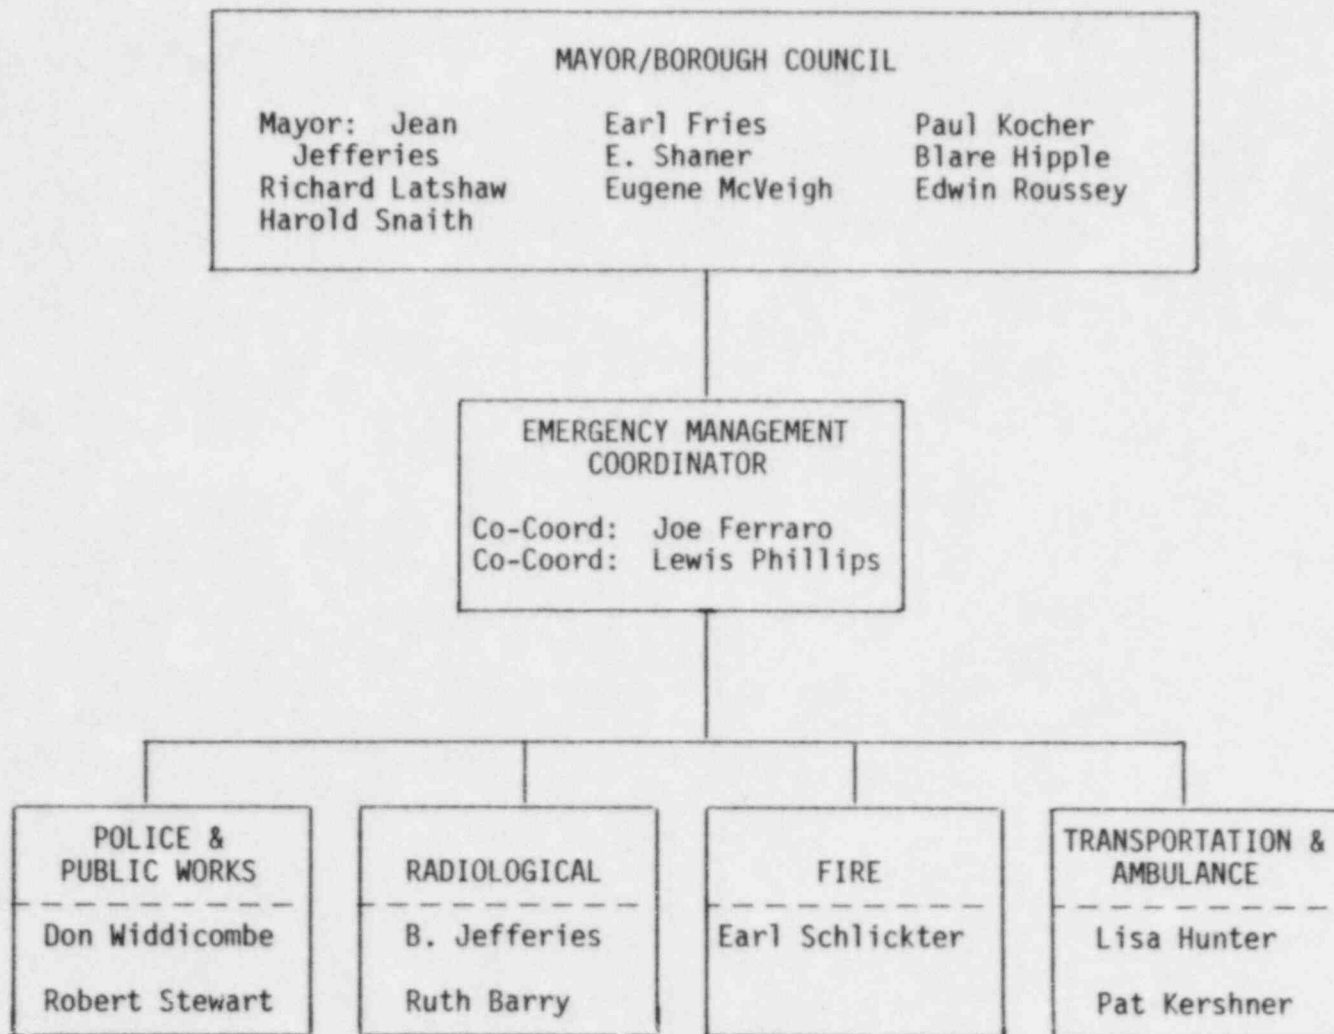 MAYOR/BOROUGH COUNCIL
Mayor: Jean
Jefferies
Richard Latshaw
Harold Snaith
Earl Fries
E. Shaner
Eugene McVeigh
Paul Kocher
Blare Hipple
Edwin Roussey
EMERGENCY MANAGEMENT
COORDINATOR
Co-Coord: Joe Ferraro
Co-Coord: Lewis Phillips
POLICE &
PUBLIC WORKS
Don Widdicombe
Robert Stewart
RADIOLOGICAL
B. Jefferies
Ruth Barry
FIRE
Earl Schlickter
TRANSPORTATION &
AMBULANCE
Lisa Hunter
Pat Kershner